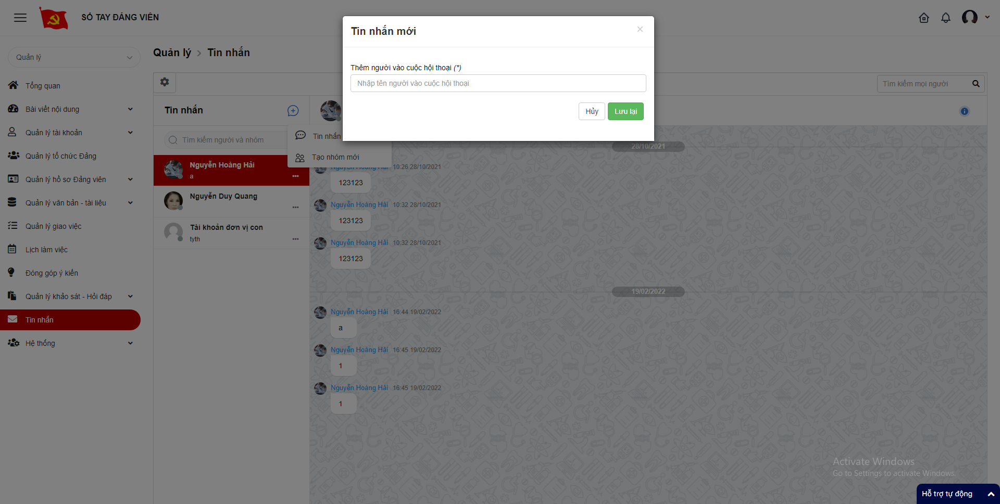 SỔ TAY ĐẢNG VIÊN
Quản lý
Tổng quan
Bài viết nội dung
Quản lý tài khoản
Quản lý tổ chức Đảng
Quản lý hồ sơ Đảng viên
Quản lý văn bản - tài liệu
Quản lý giao việc
Lịch làm việc
Đóng góp ý kiến
Quản lý khảo sát - Hỏi đáp
Tin nhắn
Hệ thống
Quản lý › Tin nhắn
Tìm kiếm mọi người
Tin nhắn
Tìm kiếm người và nhóm
Tin nhắn
Tạo nhóm mới
Nguyễn Hoàng Hải
a
Nguyễn Duy Quang
Tài khoản đơn vị con
tyth
Tin nhắn mới
×
Thêm người vào cuộc hội thoại (*)
Nhập tên người vào cuộc hội thoại
Hủy
Lưu lại
28/10/2021
Nguyễn Hoàng Hải 10:26 28/10/2021
123123
Nguyễn Hoàng Hải 10:32 28/10/2021
123123
Nguyễn Hoàng Hải 10:32 28/10/2021
123123
19/02/2022
Nguyễn Hoàng Hải 16:44 19/02/2022
a
Nguyễn Hoàng Hải 16:45 19/02/2022
1
Nguyễn Hoàng Hải 16:45 19/02/2022
1
Activate Windows
Go to Settings to activate Windows.
Hỗ trợ tự động